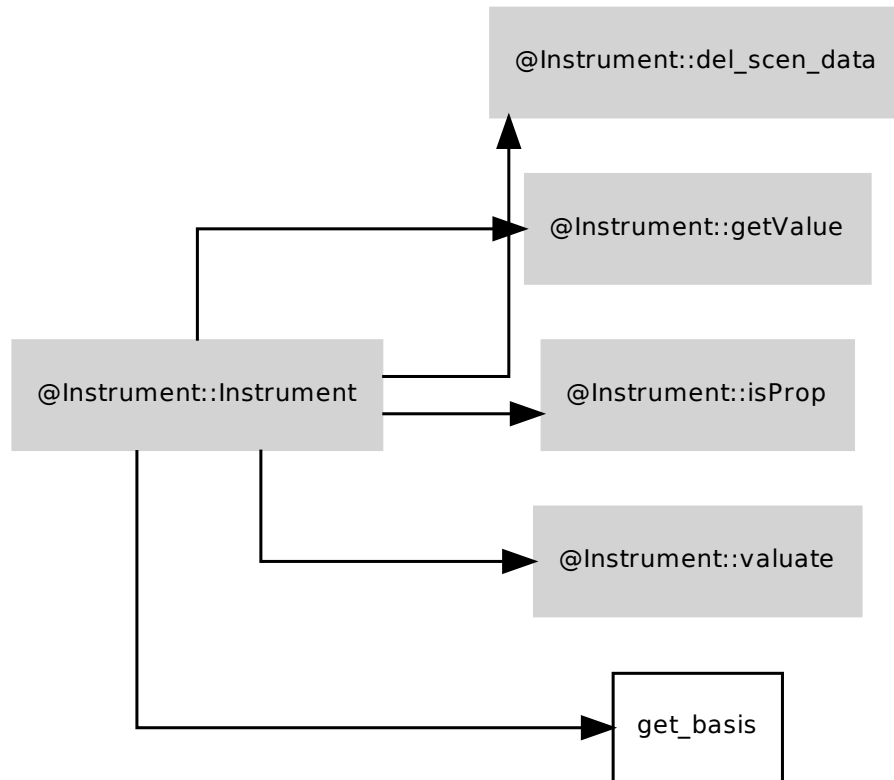 @Instrument::del_scen_data
@Instrument::getValue
@Instrument::Instrument
@Instrument::isProp
@Instrument::valuate
get_basis